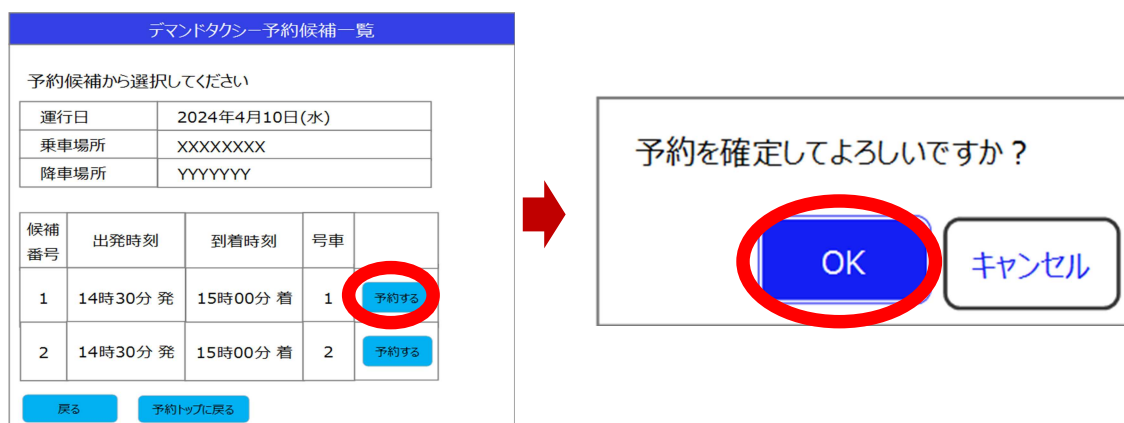 デマンドタクシー予約候補一覧
予約候補から選択してください
運行日 2024年4月10日(水)
乗車場所 XXXXXXXX
降車場所 YYYYYYY
候補番号 出発時刻 到着時刻 号車
1 14時30分 発 15時00分 着 1 予約する
2 14時30分 発 15時00分 着 2 予約する
戻る 予約トップに戻る
予約を確定してよろしいですか？
OK キャンセル